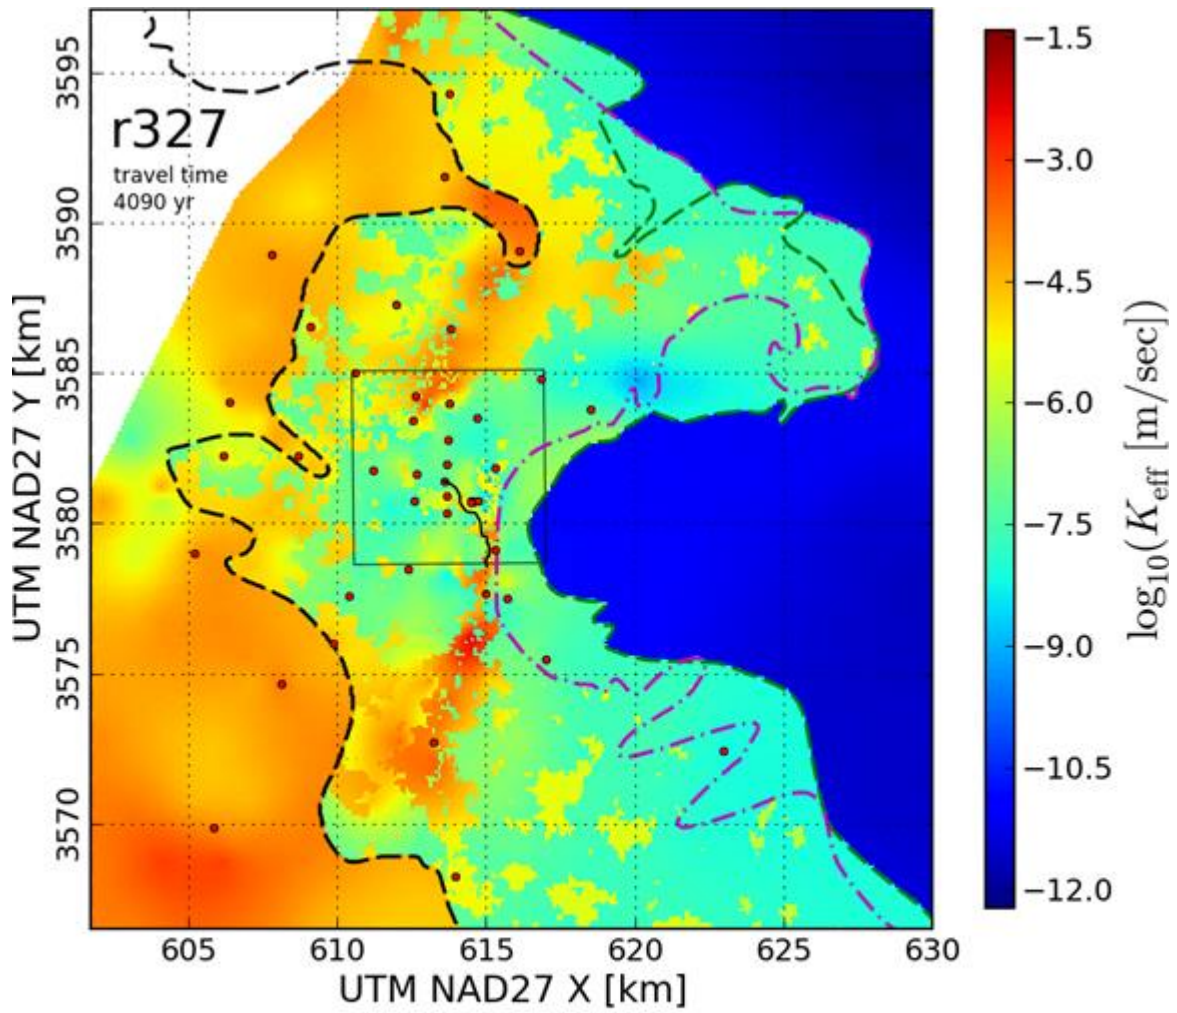 r327
travel time
4090 yr
3595
3590
3585
3580
3575
3570
UTM NAD27 Y [km]
605 610 615 620 625 630
UTM NAD27 X [km]
−1.5
−3.0
−4.5
−6.0
−7.5
−9.0
−10.5
−12.0
log₁₀(K_eff [m/sec])